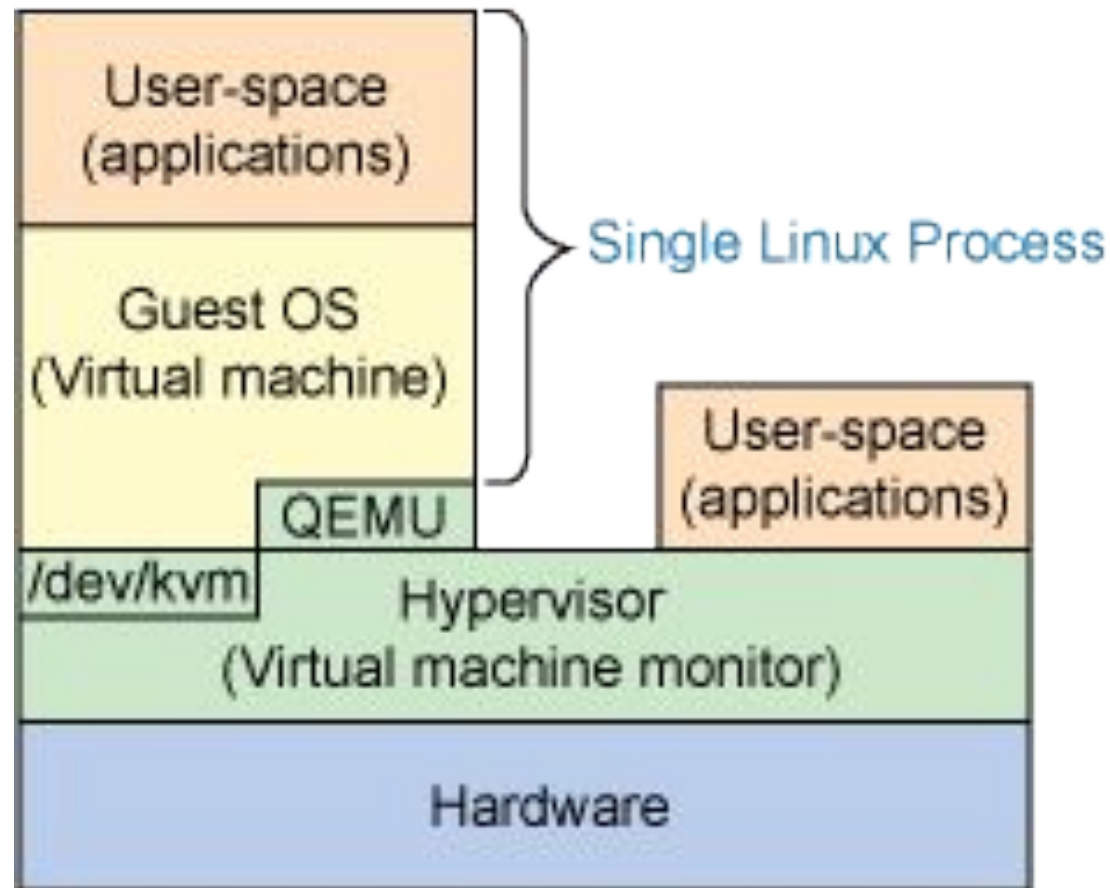 User-space
(applications)
Single Linux Process
Guest OS
(Virtual machine)
User-space
(applications)
QEMU
/dev/kvm
Hypervisor
(Virtual machine monitor)
Hardware